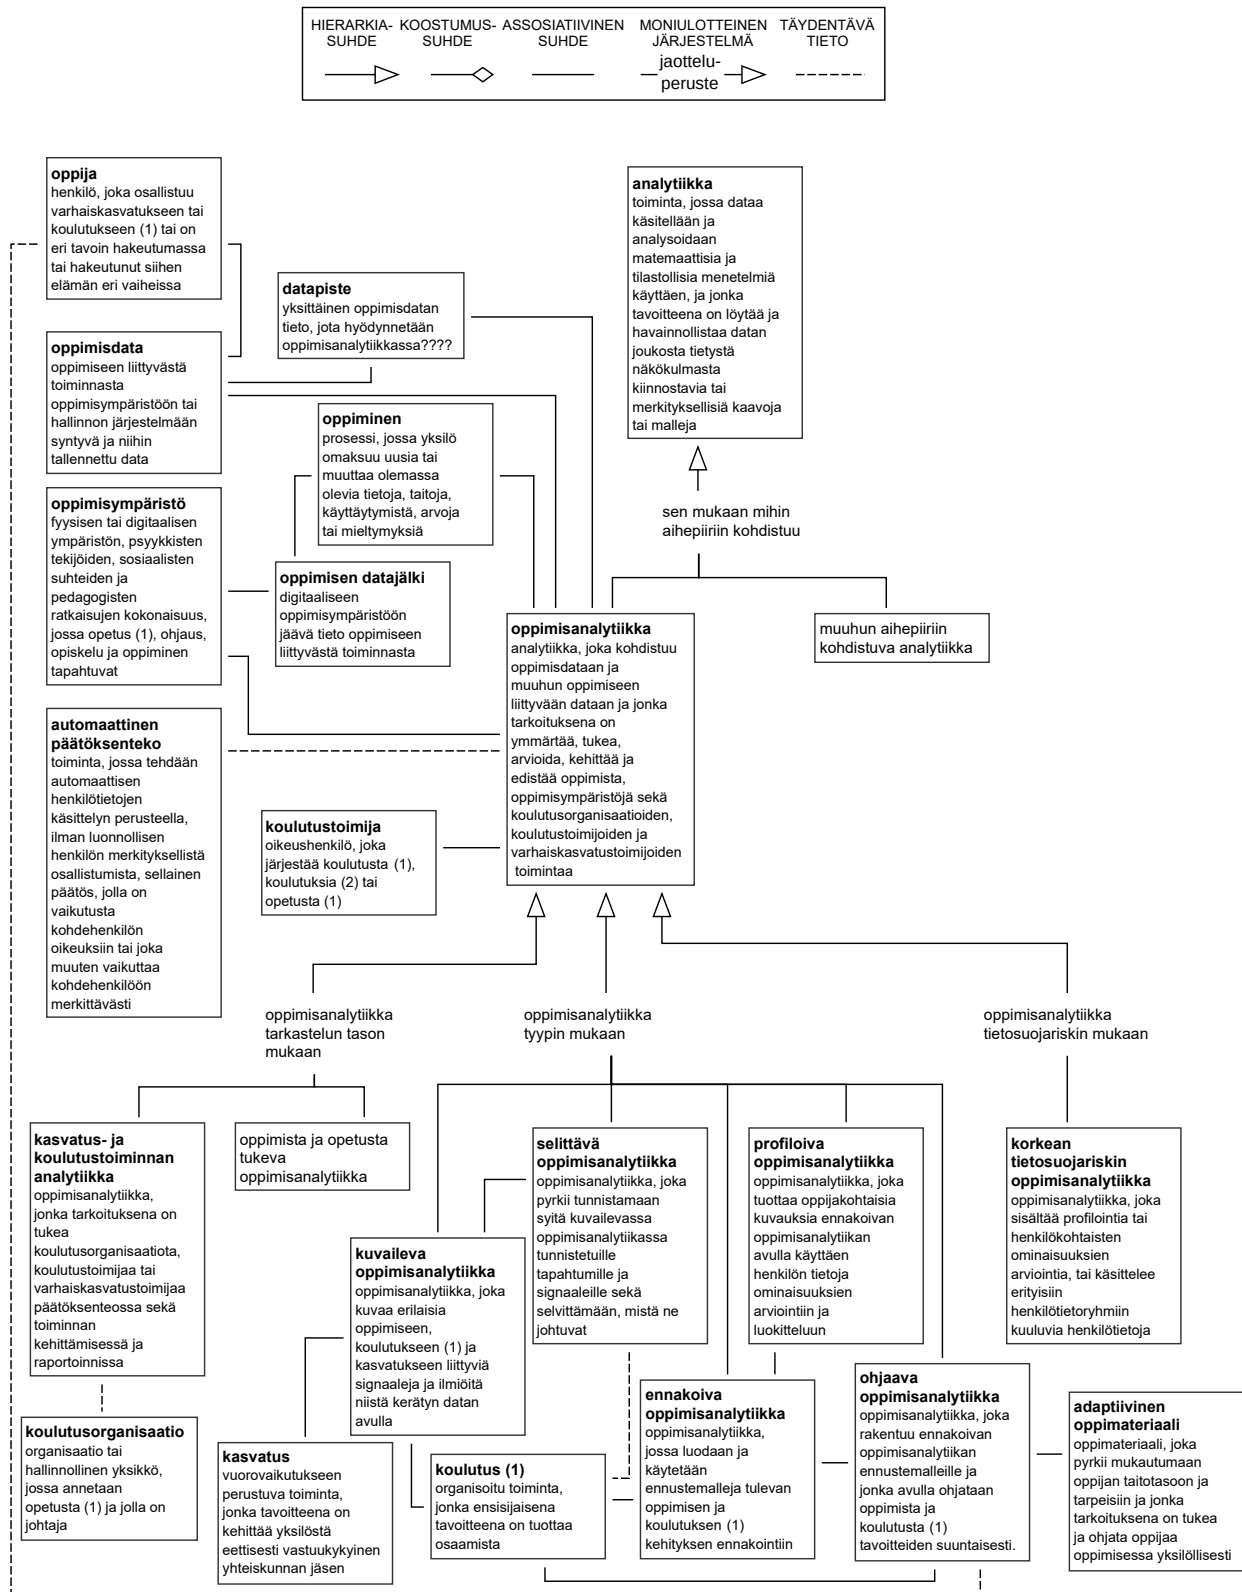 HIERARKIA-
SUHDE
KOOSTUMUS-
SUHDE
ASSOSIATIIVINEN
SUHDE
MONIULOTTEINEN
JÄRJESTELMÄ
jaottelu-
peruste
TÄYDENTÄVÄ
TIETO
oppija
henkilö, joka osallistuu
varhaiskasvatukseen tai
koulutukseen (1) tai on
eri tavoin hakeutumassa
tai hakeutunut siihen
elämän eri vaiheissa
analytiikka
toiminta, jossa dataa
käsitellään ja
analysoidaan
matemaattisia ja
tilastollisia menetelmiä
käyttäen, ja jonka
tavoitteena on löytää ja
havainnollistaa datan
joukosta tietystä
näkökulmasta
kiinnostavia tai
merkityksellisiä kaavoja
tai malleja
datapiste
yksittäinen oppimisdatan
tieto, jota hyödynnetään
oppimisanalytiikkassa????
oppimisdata
oppimiseen liittyvästä
toiminnasta
oppimisympäristöön tai
hallinnon järjestelmään
syntyvä ja niihin
tallennettu data
oppiminen
prosessi, jossa yksilö
omaksuu uusia tai
muuttaa olemassa
olevia tietoja, taitoja,
käyttäytymistä, arvoja
tai mieltymyksiä
oppimisympäristö
fyysisen tai digitaalisen
ympäristön, psyykkisten
tekijöiden, sosiaalisten
suhteiden ja
pedagogisten
ratkaisujen kokonaisuus,
jossa opetus (1), ohjaus,
opiskelu ja oppiminen
tapahtuvat
sen mukaan mihin
aihepiiriin kohdistuu
oppimisen datajälki
digitaaliseen
oppimisympäristöön
jäävä tieto oppimiseen
liittyvästä toiminnasta
oppimisanalytiikka
analytiikka, joka kohdistuu
oppimisdataan ja
muuhun oppimiseen
liittyvään dataan ja jonka
tarkoituksena on
ymmärtää, tukea,
arvioida, kehittää ja
edistää oppimista,
oppimisympäristöjä sekä
koulutusorganisaatioiden,
koulutustoimijoiden ja
varhaiskasvatustoimijoiden
toimintaa
muuhun aihepiiriin
kohdistuva analytiikka
automaattinen
päätöksenteko
toiminta, jossa tehdään
automaattisen
henkilötietojen
käsittelyn perusteella,
ilman luonnollisen
henkilön merkityksellistä
osallistumista, sellainen
päätös, jolla on
vaikutusta
kohdehenkilön
oikeuksiin tai joka
muuten vaikuttaa
kohdehenkilöön
merkittävästi
koulutustoimija
oikeushenkilö, joka
järjestää koulutusta (1),
koulutuksia (2) tai
opetusta (1)
oppimisanalytiikka
tarkastelun tason
mukaan
oppimisanalytiikka
tyypin mukaan
oppimisanalytiikka
tietosuojariskin mukaan
kasvatus- ja
koulutustoiminnan
analytiikka
oppimisanalytiikka,
jonka tarkoituksena on
tukea
koulutusorganisaatiota,
koulutustoimijaa tai
varhaiskasvatustoimijaa
päätöksenteossa sekä
toiminnan
kehittämisessä ja
raportoinnissa
oppimista ja opetusta
tukeva
oppimisanalytiikka
selittävä
oppimisanalytiikka
oppimisanalytiikka, joka
pyrkii tunnistamaan
syitä kuvailevassa
oppimisanalytiikassa
tunnistetuille
tapahtumille ja
signaaleille sekä
selvittämään, mistä ne
johtuvat
profiloiva
oppimisanalytiikka
oppimisanalytiikka, joka
tuottaa oppijakohtaisia
kuvauksia ennakoivan
oppimisanalytiikan
avulla käyttäen
henkilön tietoja
ominaisuuksien
arviointiin ja
luokitteluun
korkean
tietosuojariskin
oppimisanalytiikka
oppimisanalytiikka, joka
sisältää profilointia tai
henkilökohtaisten
ominaisuuksien
arviointia, tai käsittelee
erityisiin
henkilötietoryhmiin
kuuluvia henkilötietoja
kuvaileva
oppimisanalytiikka
oppimisanalytiikka, joka
kuvaa erilaisia
oppimiseen,
koulutukseen (1) ja
kasvatukseen liittyviä
signaaleja ja ilmiöitä
niistä kerätyn datan
avulla
koulutusorganisaatio
organisaatio tai
hallinnollinen yksikkö,
jossa annetaan
opetusta (1) ja jolla on
johtaja
kasvatus
vuorovaikutukseen
perustuva toiminta,
jonka tavoitteena on
kehittää yksilöstä
eettisesti vastuukykyinen
yhteiskunnan jäsen
koulutus (1)
organisoitu toiminta,
jonka ensisijaisena
tavoitteena on tuottaa
osaamista
ennakoiva
oppimisanalytiikka
oppimisanalytiikka,
jossa luodaan ja
käytetään
ennustemalleja tulevan
oppimisen ja
koulutuksen (1)
kehityksen ennakointiin
ohjaava
oppimisanalytiikka
oppimisanalytiikka, joka
rakentuu ennakoivan
oppimisanalytiikan
ennustemalleille ja
jonka avulla ohjataan
oppimista ja
koulutusta (1)
tavoitteiden suuntaisesti.
adaptiivinen
oppimateriaali
oppimateriaali, joka
pyrkii mukautumaan
oppijan taitotasoon ja
tarpeisiin ja jonka
tarkoituksena on tukea
ja ohjata oppijaa
oppimisessa yksilöllisesti